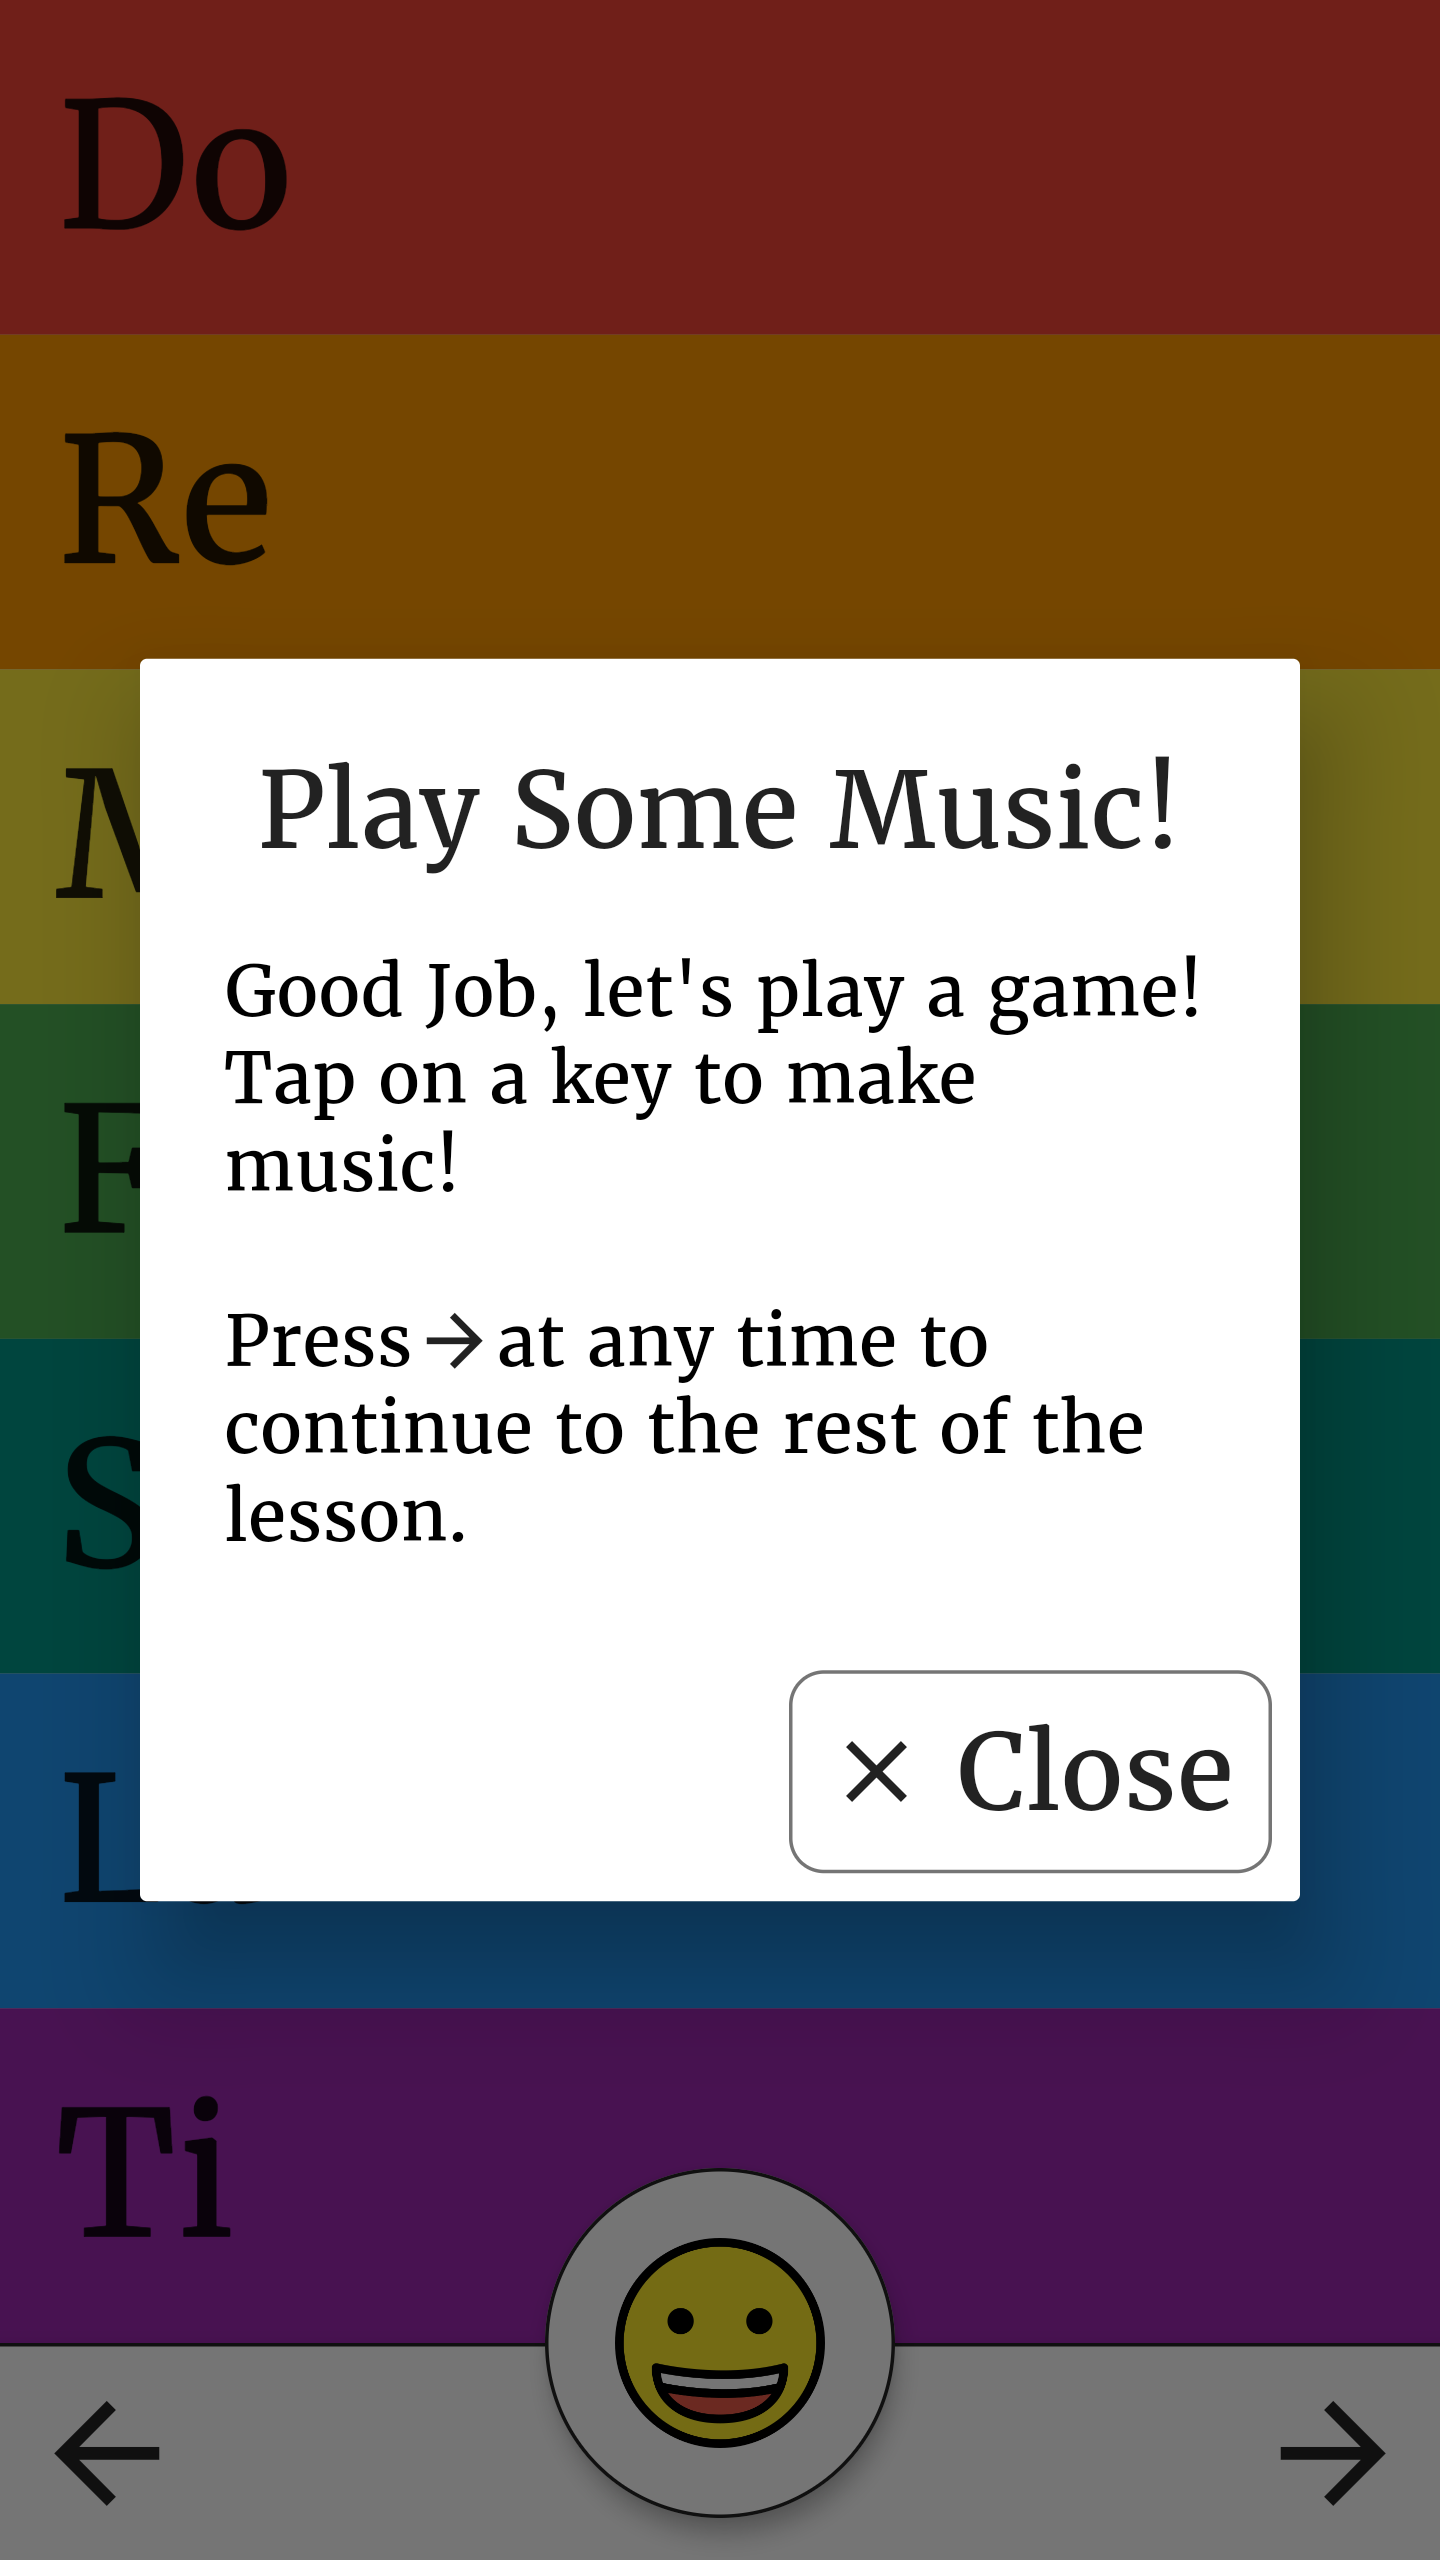 Do
Re
Play Some Music!
Good Job, let's play a game!
Tap on a key to make
music!
Press → at any time to
continue to the rest of the
lesson.
× Close
Ti